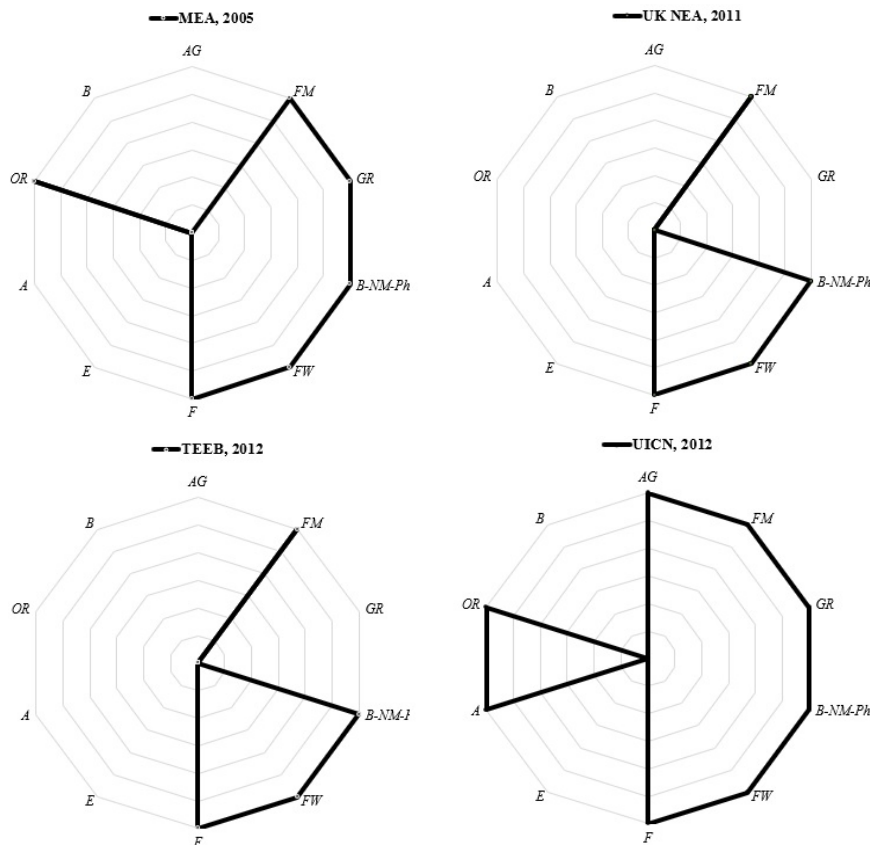 MEA, 2005
AG
B
FM
OR
GR
A
B-NM-Ph
E
FW
F
UK NEA, 2011
AG
B
FM
OR
GR
A
B-NM-Ph
E
FW
F
TEEB, 2012
AG
B
FM
OR
GR
A
B-NM-
E
FW
F
UICN, 2012
AG
B
FM
OR
GR
A
B-NM-Ph
E
FW
F